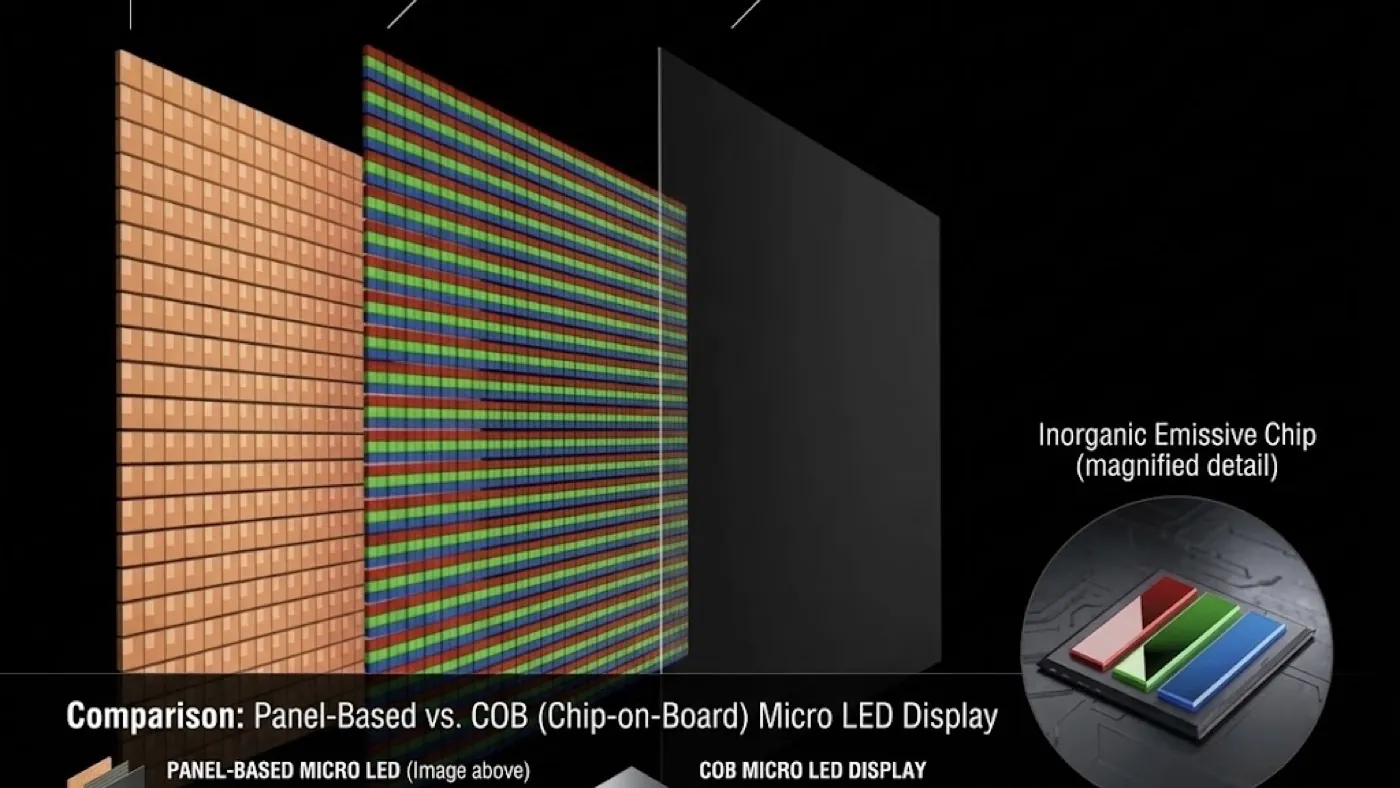 Inorganic Emissive Chip
(magnified detail)
Comparison: Panel-Based vs. COB (Chip-on-Board) Micro LED Display
PANEL-BASED MICRO LED (Image above)
COB MICRO LED DISPLAY